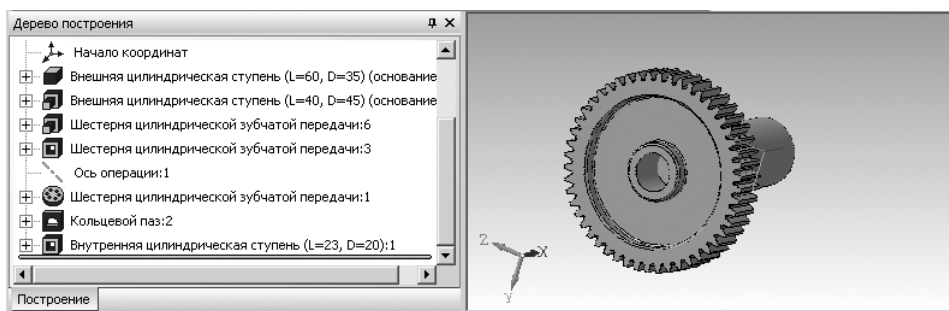 Дерево построения
Начало координат
Внешняя цилиндрическая ступень (L=60, D=35) (основание
Внешняя цилиндрическая ступень (L=40, D=45) (основание
Шестерня цилиндрической зубчатой передачи:6
Шестерня цилиндрической зубчатой передачи:3
Ось операции:1
Шестерня цилиндрической зубчатой передачи:1
Кольцевой паз:2
Внутренняя цилиндрическая ступень (L=23, D=20):1
Построение
Z
X
Y